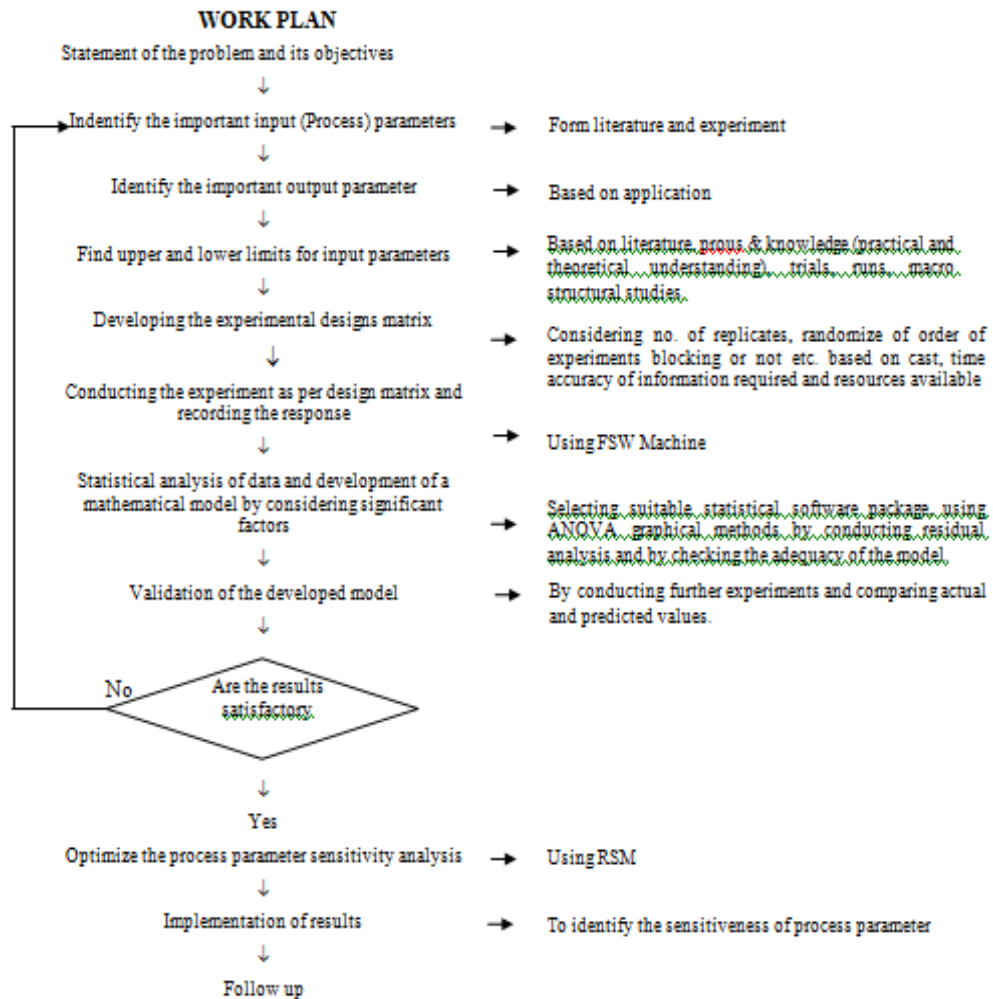 WORK PLAN
Statement of the problem and its objectives
↓
Indentify the important input (Process) parameters → Form literature and experiment
↓
Identify the important output parameter → Based on application
↓
Find upper and lower limits for input parameters → Based on literature, prous & knowledge (practical and
theoretical understanding), trials, runs, macro
structural studies.
↓
Developing the experimental designs matrix → Considering no. of replicates, randomize of order of
experiments blocking or not etc. based on cast, time
accuracy of information required and resources available
↓
Conducting the experiment as per design matrix and
recording the response → Using FSW Machine
↓
Statistical analysis of data and development of a
mathematical model by considering significant
factors → Selecting suitable statistical software package, using
ANOVA graphical methods by conducting residual
analysis and by checking the adequacy of the model.
↓
Validation of the developed model → By conducting further experiments and comparing actual
and predicted values.
↓
No
Are the results
satisfactory
↓
Yes
Optimize the process parameter sensitivity analysis → Using RSM
↓
Implementation of results → To identify the sensitiveness of process parameter
↓
Follow up